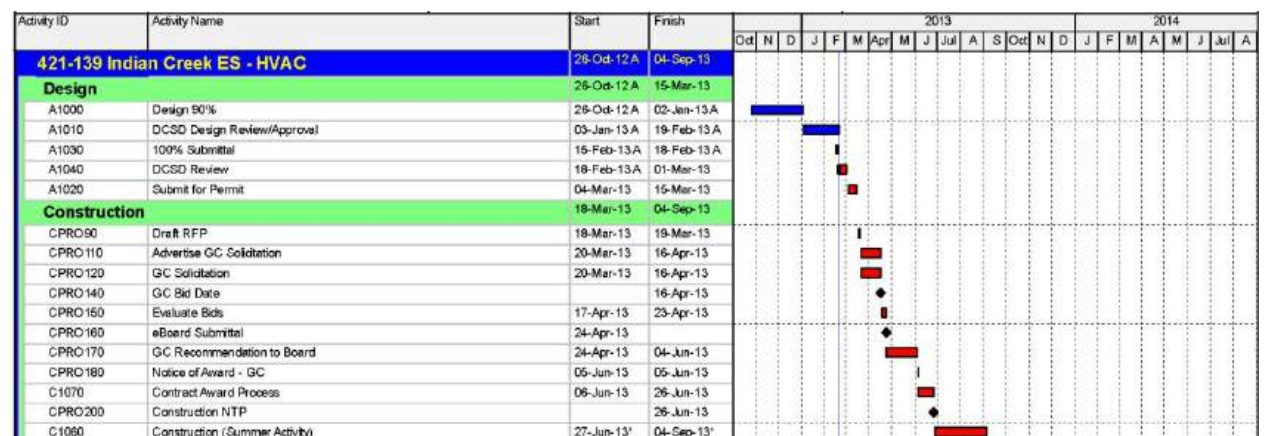 Activity ID Activity Name Start Finish 2013 2014
Oct N D J F M Apr M J Jul A S Oct N D J F M A M J Jul A
421-139 Indian Creek ES - HVAC 26-Oct-12 A 04-Sep-13
Design 26-Oct-12 A 15-Mar-13
A1000 Design 90% 26-Oct-12 A 02-Jan-13 A
A1010 DCSD Design Review/Approval 03-Jan-13 A 19-Feb-13 A
A1030 100% Submittal 15-Feb-13 A 18-Feb-13 A
A1040 DCSD Review 18-Feb-13 A 01-Mar-13
A1020 Submit for Permit 04-Mar-13 15-Mar-13
Construction 18-Mar-13 04-Sep-13
CPRO90 Draft RFP 18-Mar-13 19-Mar-13
CPRO110 Advertise GC Solicitation 20-Mar-13 16-Apr-13
CPRO120 GC Solicitation 20-Mar-13 16-Apr-13
CPRO140 GC Bid Date 16-Apr-13
CPRO150 Evaluate Bids 17-Apr-13 23-Apr-13
CPRO160 eBoard Submittal 24-Apr-13
CPRO170 GC Recommendation to Board 24-Apr-13 04-Jun-13
CPRO180 Notice of Award - GC 05-Jun-13 05-Jun-13
C1070 Contract Award Process 06-Jun-13 26-Jun-13
CPRO200 Construction NTP 26-Jun-13
C1060 Construction (Summer Activity) 27-Jun-13* 04-Sep-13*